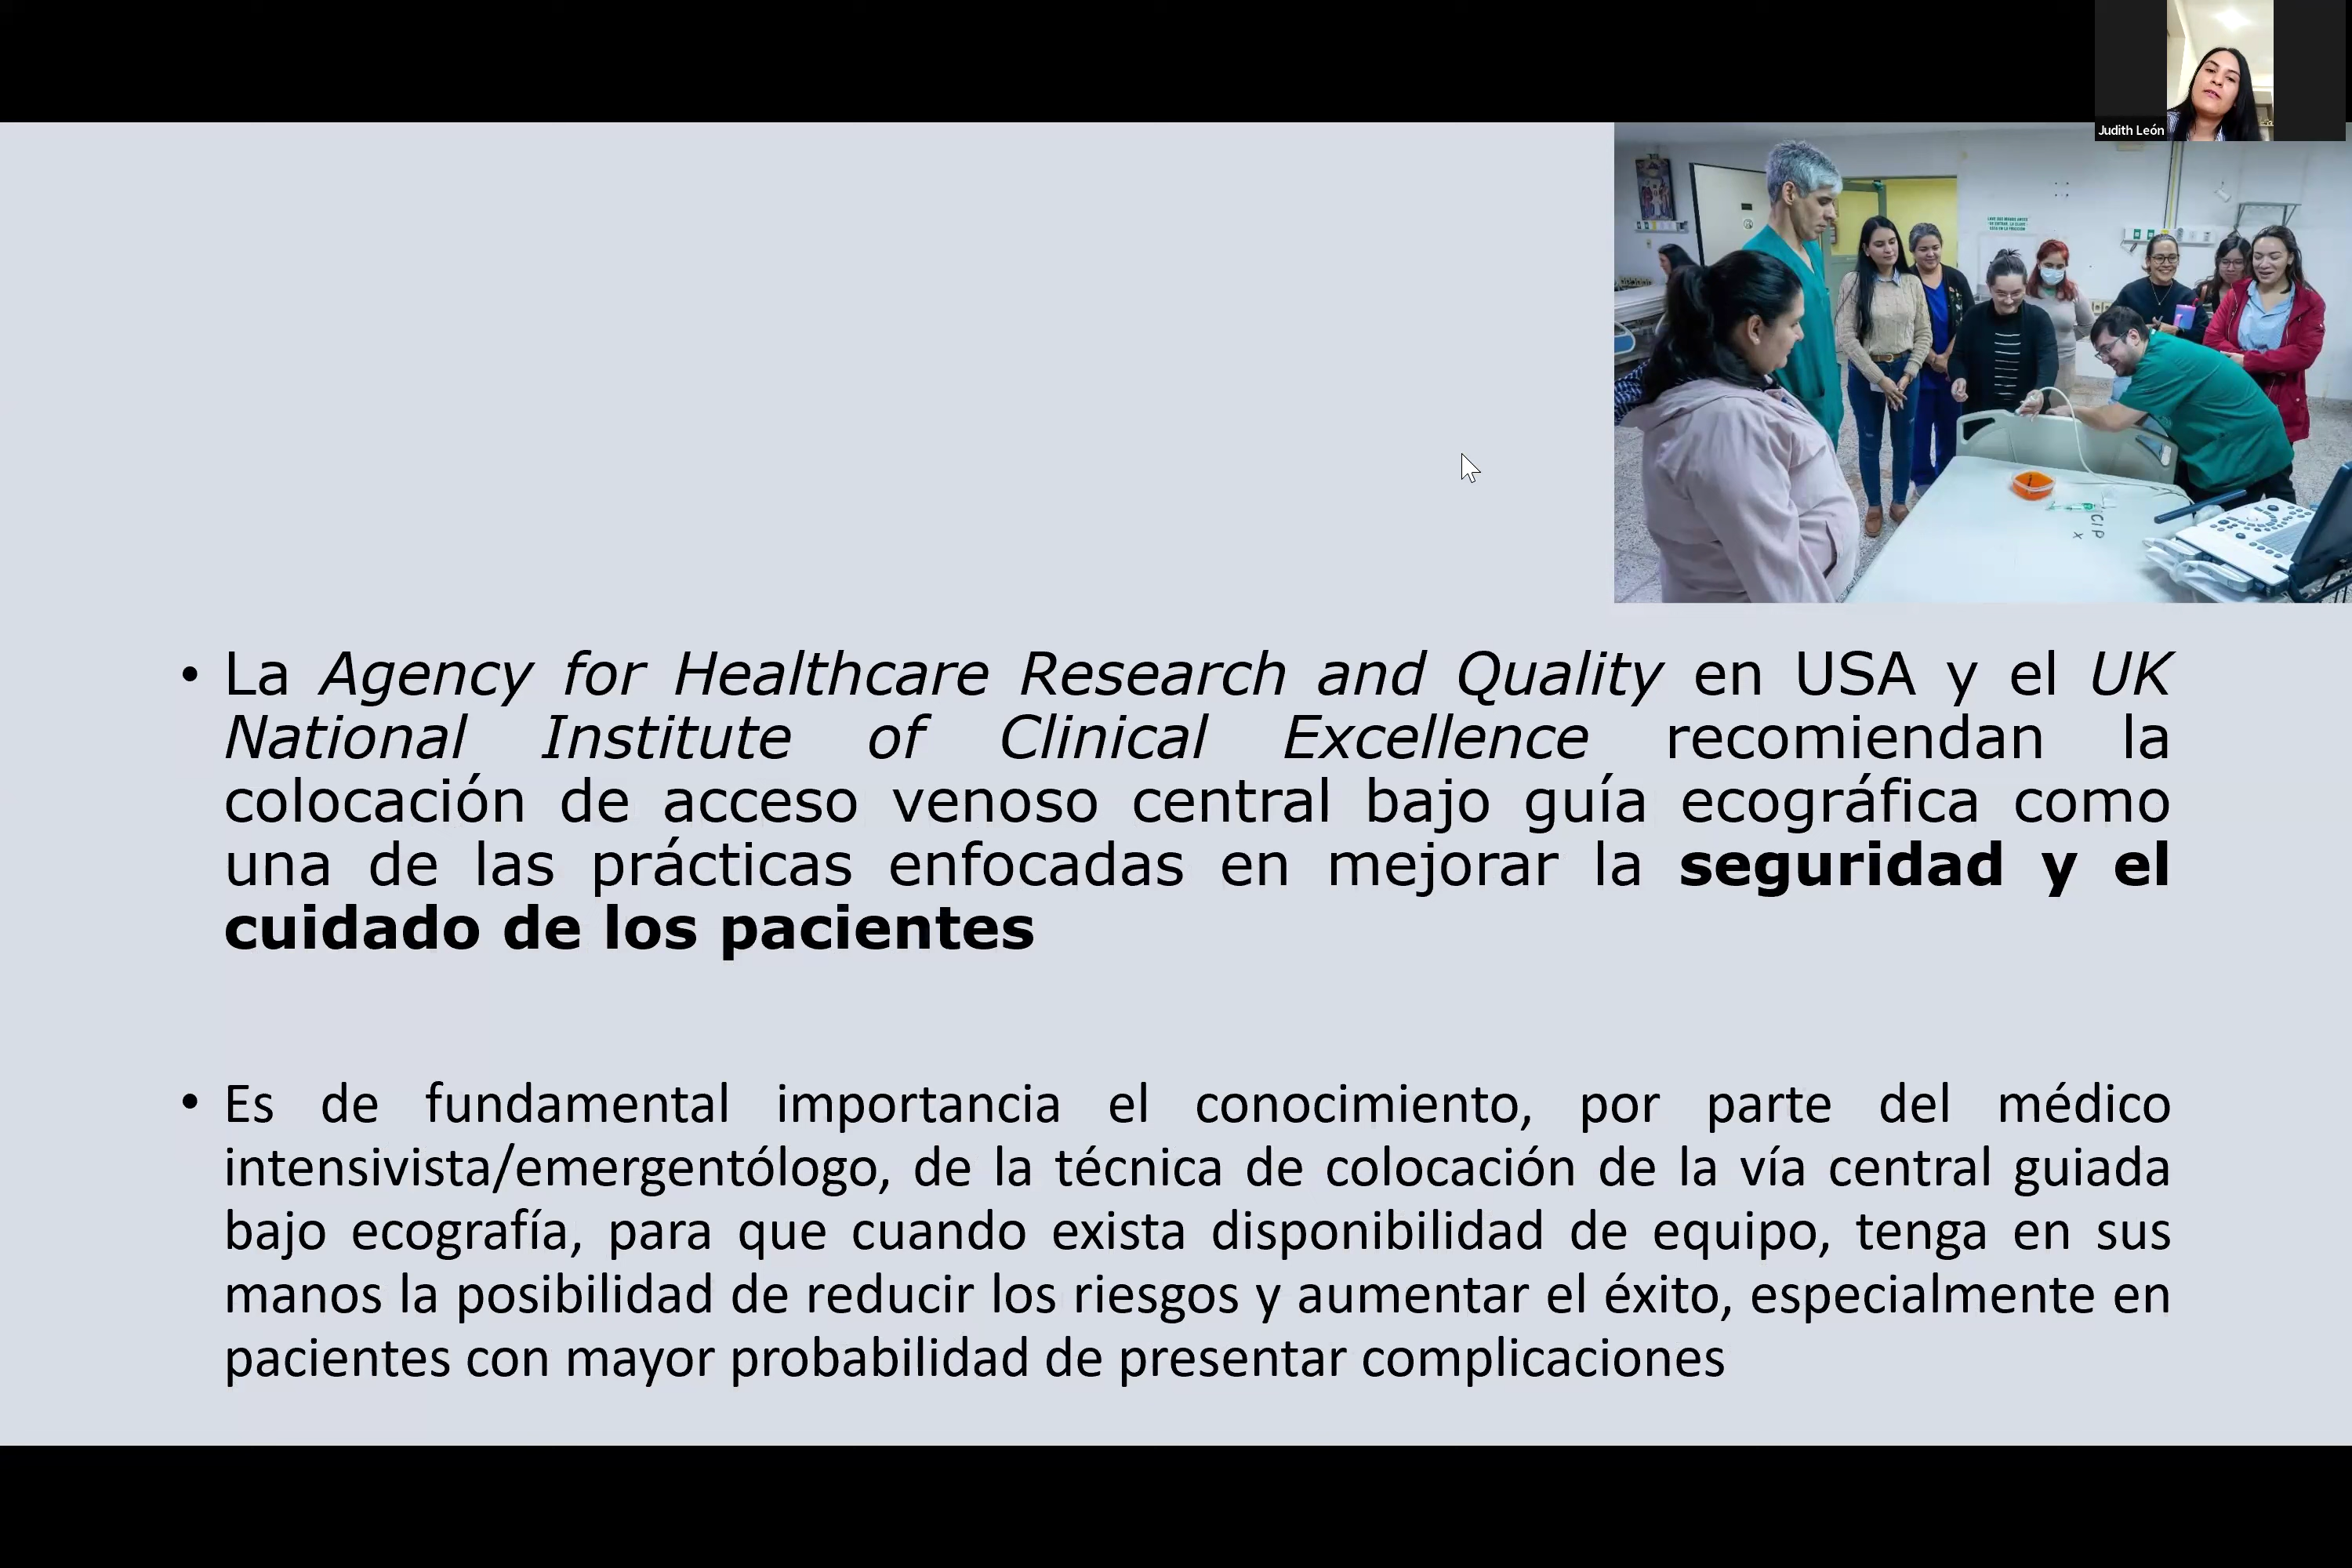 Judith León
• La Agency for Healthcare Research and Quality en USA y el UK
National Institute of Clinical Excellence recomiendan la
colocación de acceso venoso central bajo guía ecográfica como
una de las prácticas enfocadas en mejorar la seguridad y el
cuidado de los pacientes
• Es de fundamental importancia el conocimiento, por parte del médico
intensivista/emergentólogo, de la técnica de colocación de la vía central guiada
bajo ecografía, para que cuando exista disponibilidad de equipo, tenga en sus
manos la posibilidad de reducir los riesgos y aumentar el éxito, especialmente en
pacientes con mayor probabilidad de presentar complicaciones